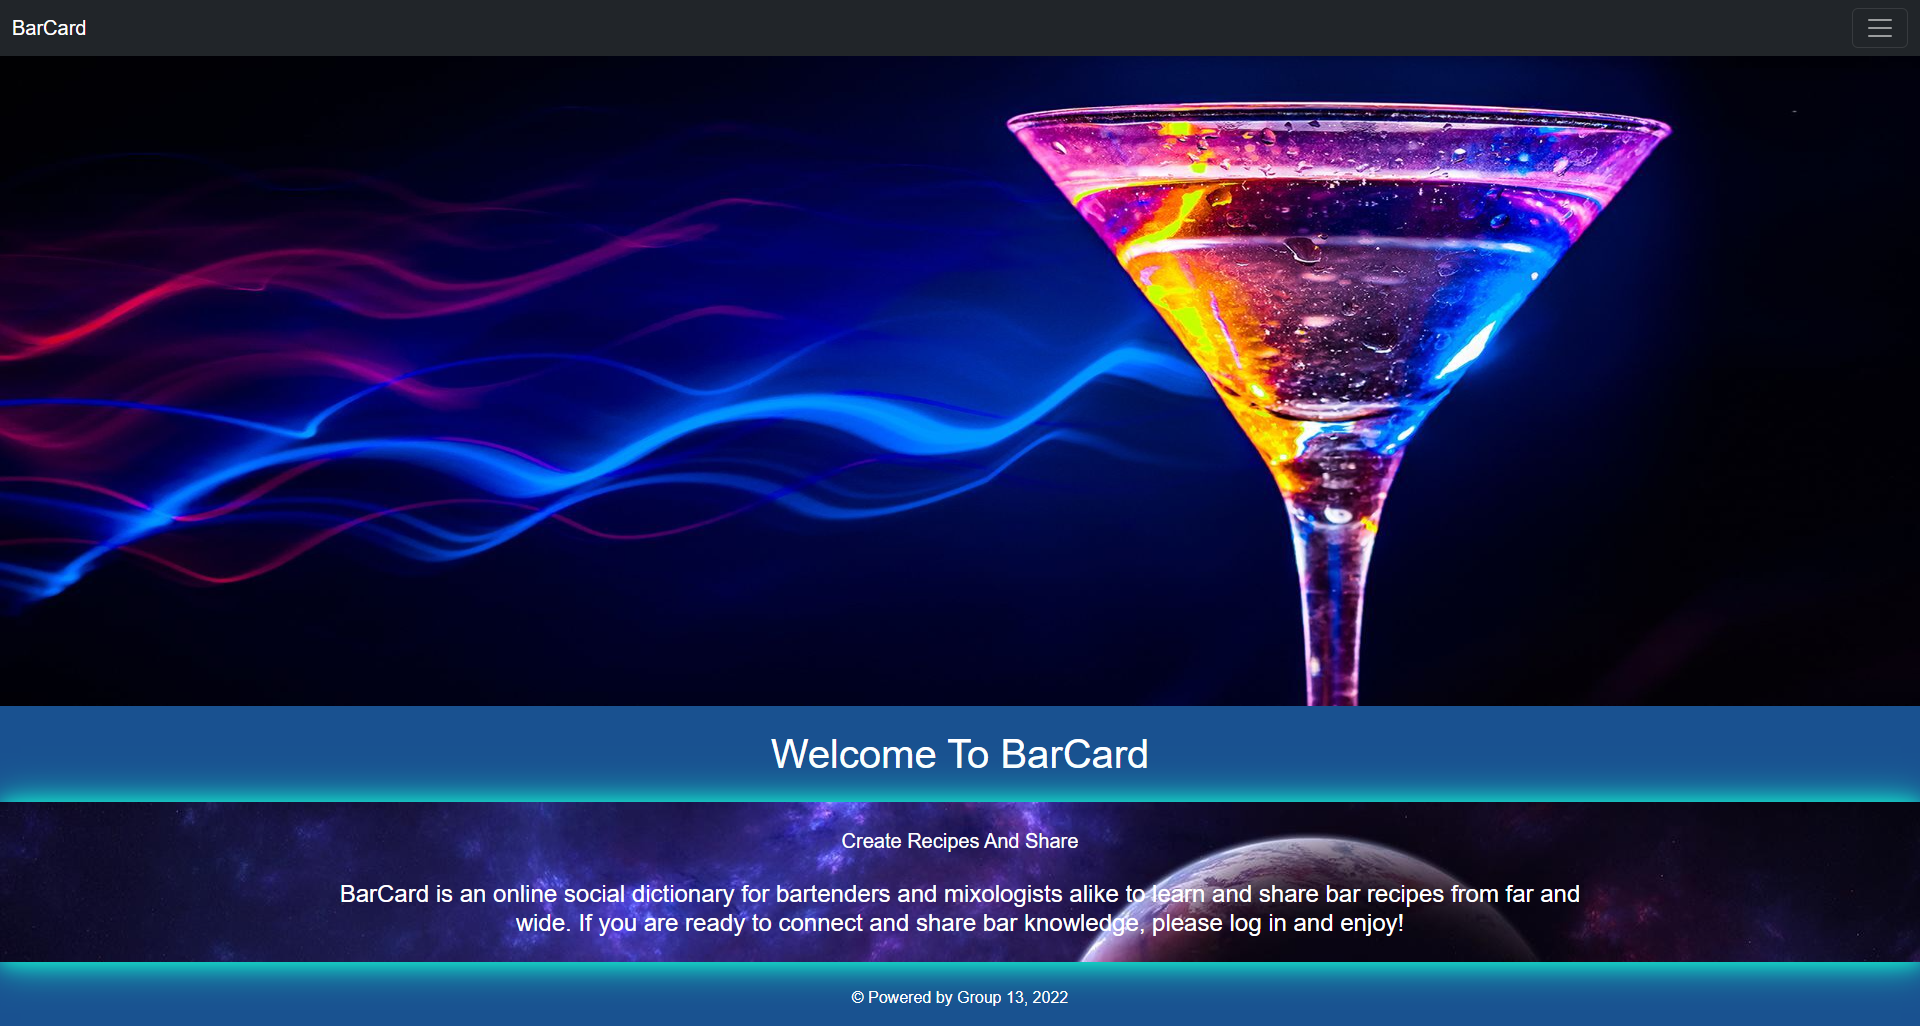 BarCard
Welcome To BarCard
Create Recipes And Share
BarCard is an online social dictionary for bartenders and mixologists alike to learn and share bar recipes from far and
wide. If you are ready to connect and share bar knowledge, please log in and enjoy!
© Powered by Group 13, 2022